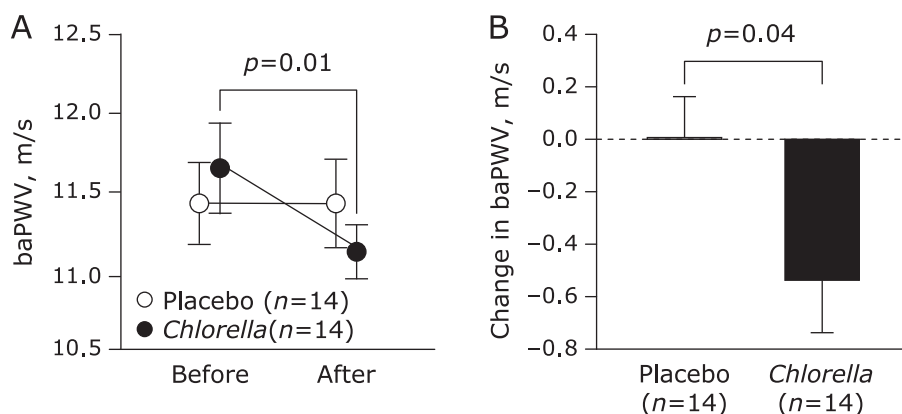 A
baPWV, m/s
12.5
12.0
11.5
11.0
10.5
p=0.01
Placebo (n=14)
Chlorella(n=14)
Before
After
B
Change in baPWV, m/s
0.4
0.2
0.0
−0.2
−0.4
−0.6
−0.8
p=0.04
Placebo
(n=14)
Chlorella
(n=14)